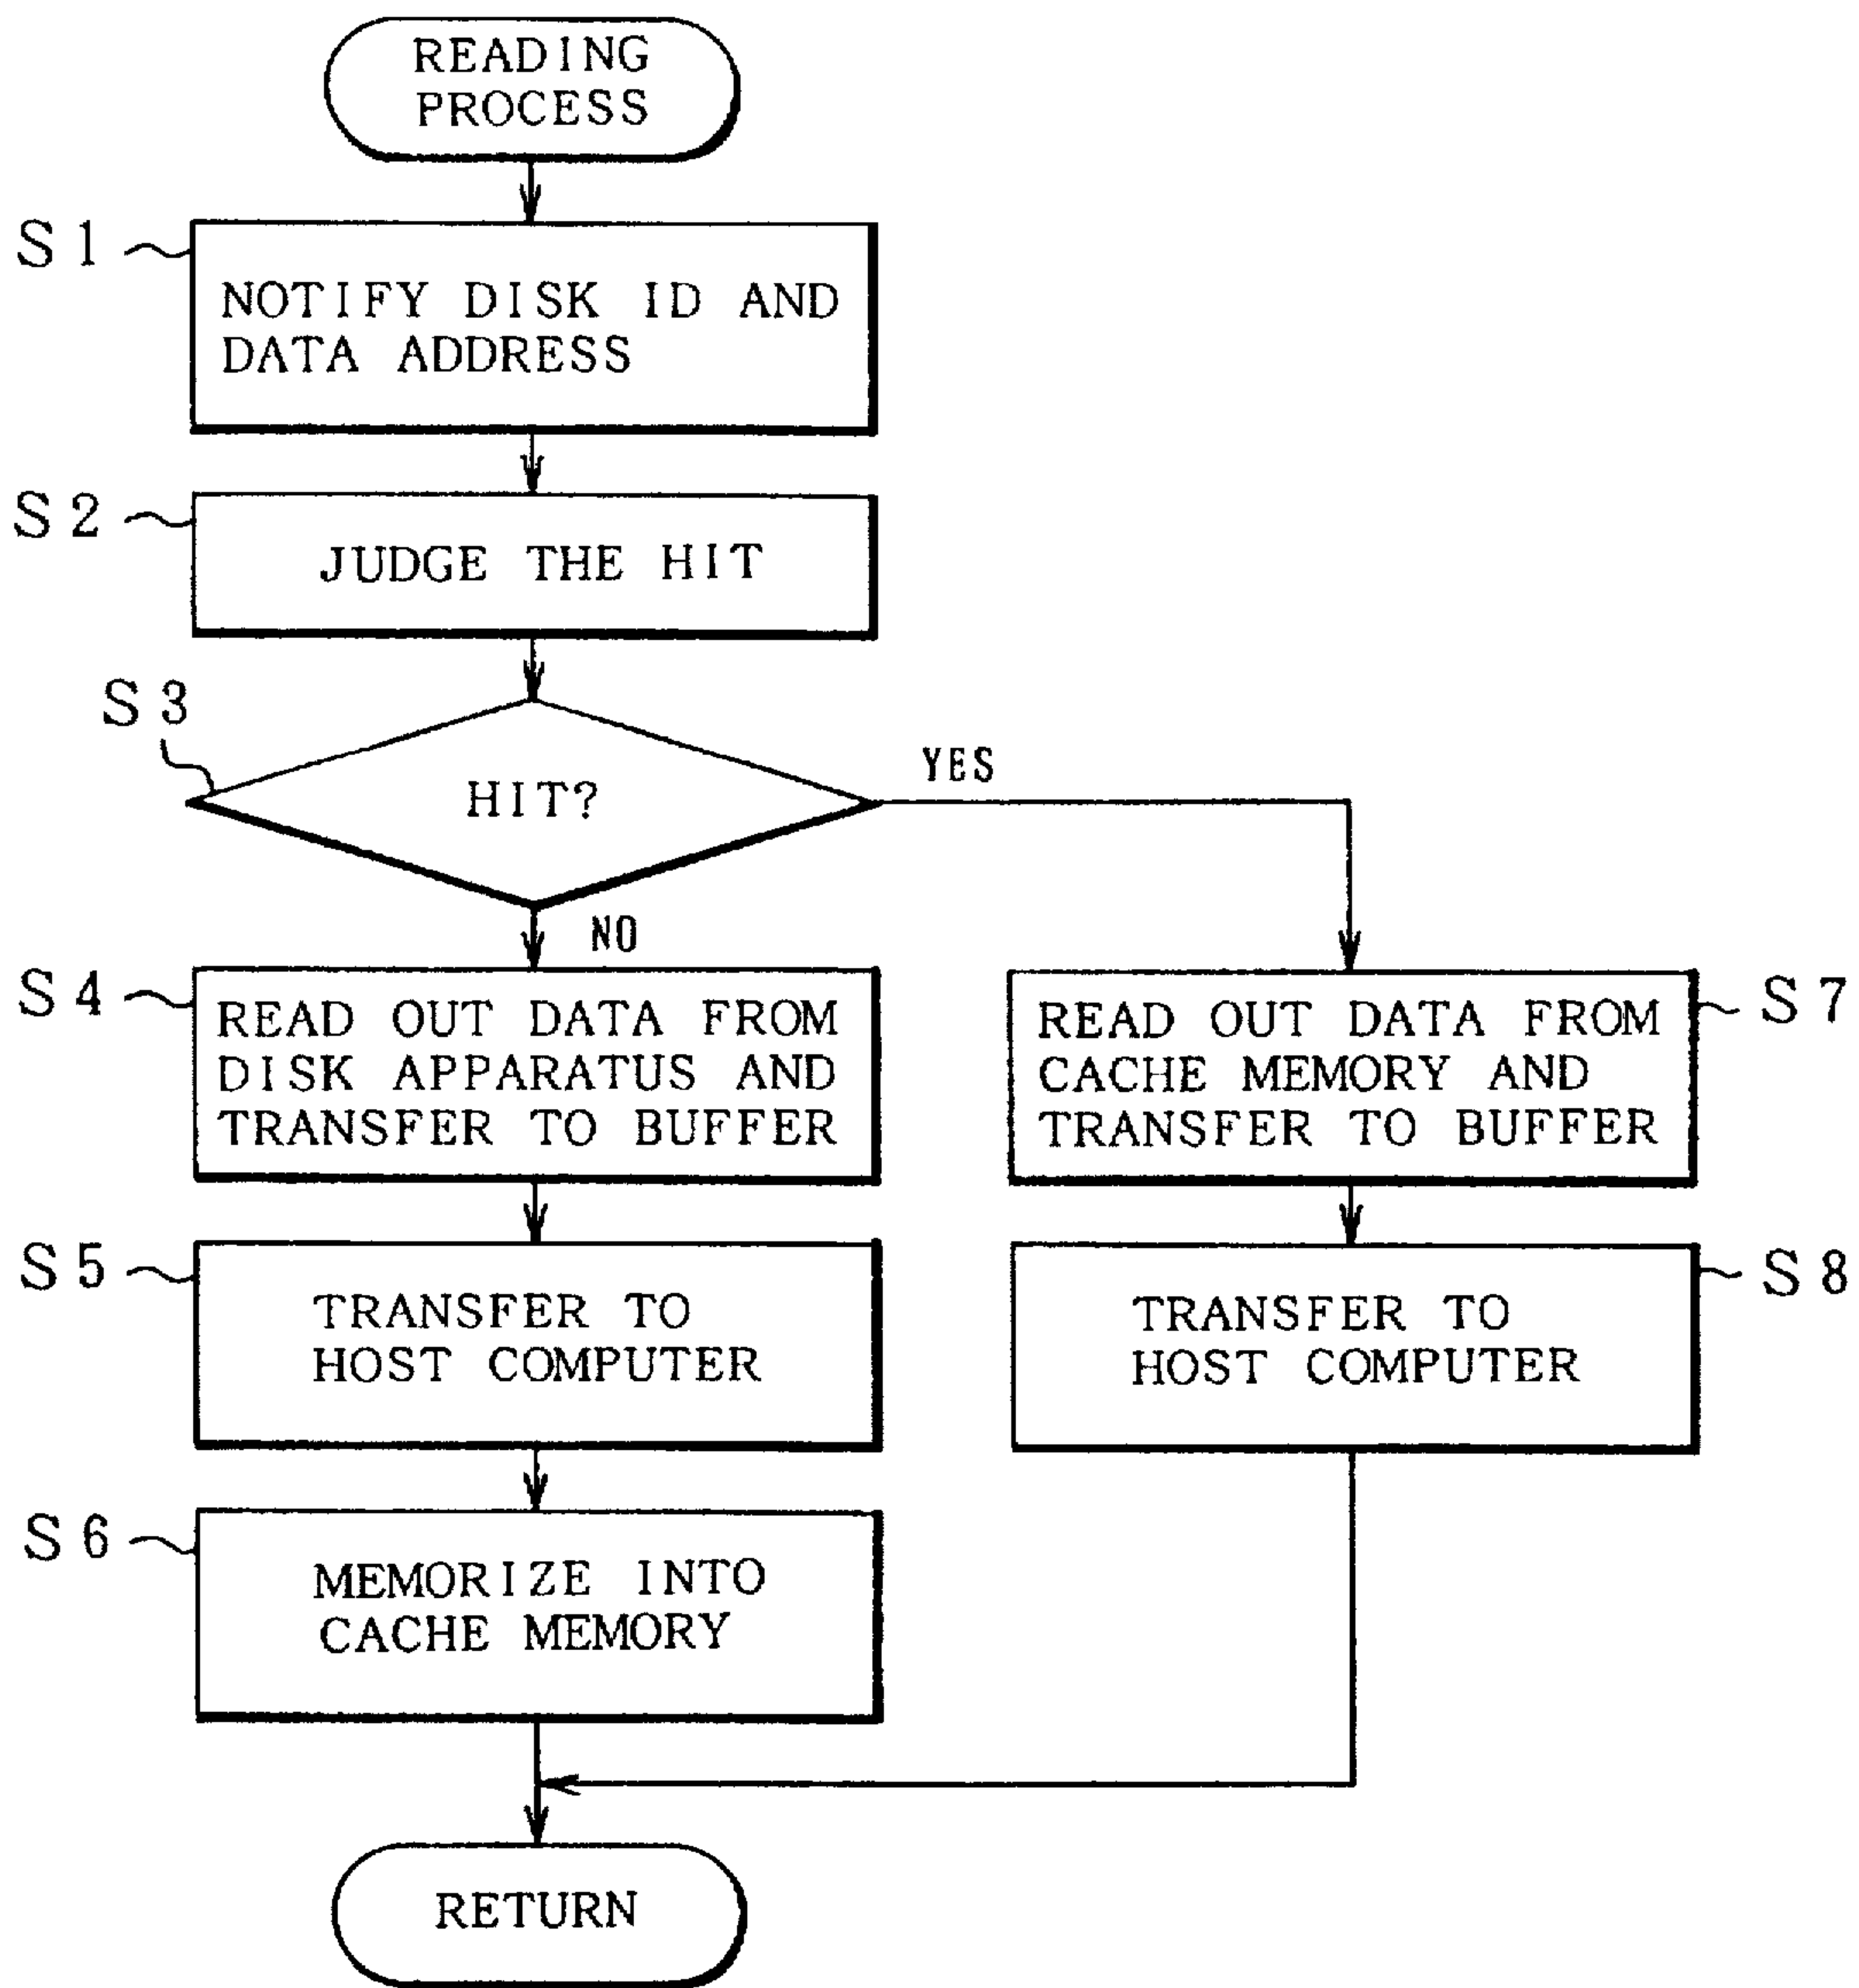 READING
PROCESS
S1
NOTIFY DISK ID AND
DATA ADDRESS
S2
JUDGE THE HIT
S3
HIT?
YES
NO
S4
READ OUT DATA FROM
DISK APPARATUS AND
TRANSFER TO BUFFER
S7
READ OUT DATA FROM
CACHE MEMORY AND
TRANSFER TO BUFFER
S5
TRANSFER TO
HOST COMPUTER
S8
TRANSFER TO
HOST COMPUTER
S6
MEMORIZE INTO
CACHE MEMORY
RETURN